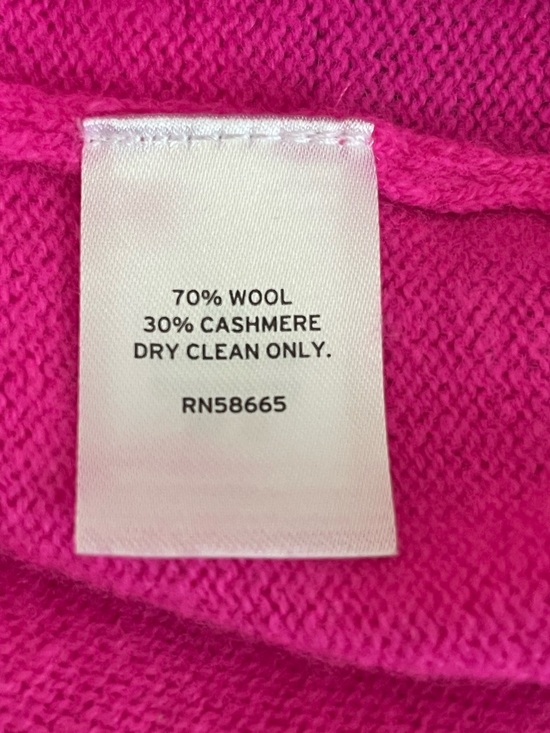 70% WOOL
30% CASHMERE
DRY CLEAN ONLY.
RN58665